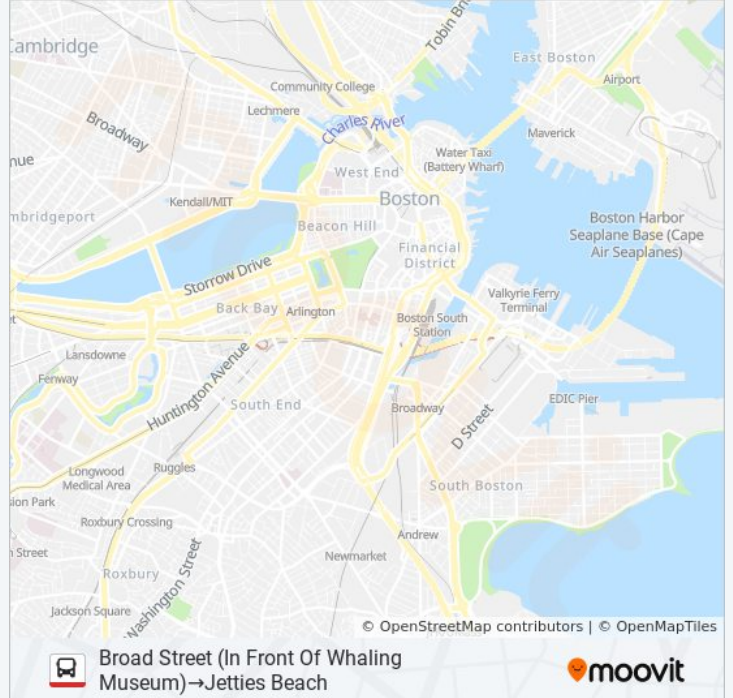 Cambridge
Tobin Bri
East Boston
Community College
Airport
Lechmere
Broadway
Charles River
Maverick
nue
Water Taxi
(Battery Wharf)
West End
Kendall/MIT
Boston
mbridgeport
Beacon Hill
Boston Harbor
Seaplane Base (Cape
Air Seaplanes)
Financial
District
Storrow Drive
Valkyrie Ferry
Terminal
Back Bay
Arlington
Boston South
Station
et
Lansdowne
Fenway
Huntington Avenue
South End
Broadway
EDIC Pier
D Street
Longwood
Medical Area
Ruggles
South Boston
sion Park
Roxbury Crossing
Andrew
n Street
Newmarket
Roxbury
Washington Street
Jackson Square
© OpenStreetMap contributors | © OpenMapTiles
Broad Street (In Front Of Whaling
Museum)→Jetties Beach
moovit